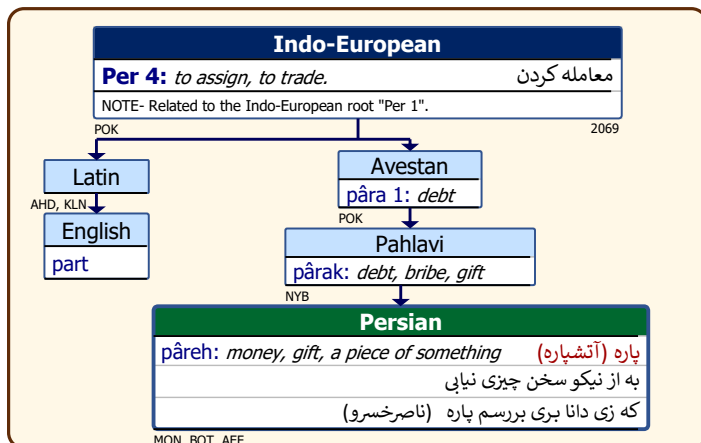 Indo-European
Per 4: to assign, to trade. معامله کردن
NOTE- Related to the Indo-European root "Per 1".
POK 2069
Latin
Avestan
pâra 1: debt
AHD, KLN
POK
English
part
Pahlavi
pârak: debt, bribe, gift
NYB
Persian
pâreh: money, gift, a piece of something پاره (آتشپاره)
به از نیکو سخن چیزی نیابی
که زی دانا بری بررسم پاره (ناصرخسرو)
MON, BOT, AFF